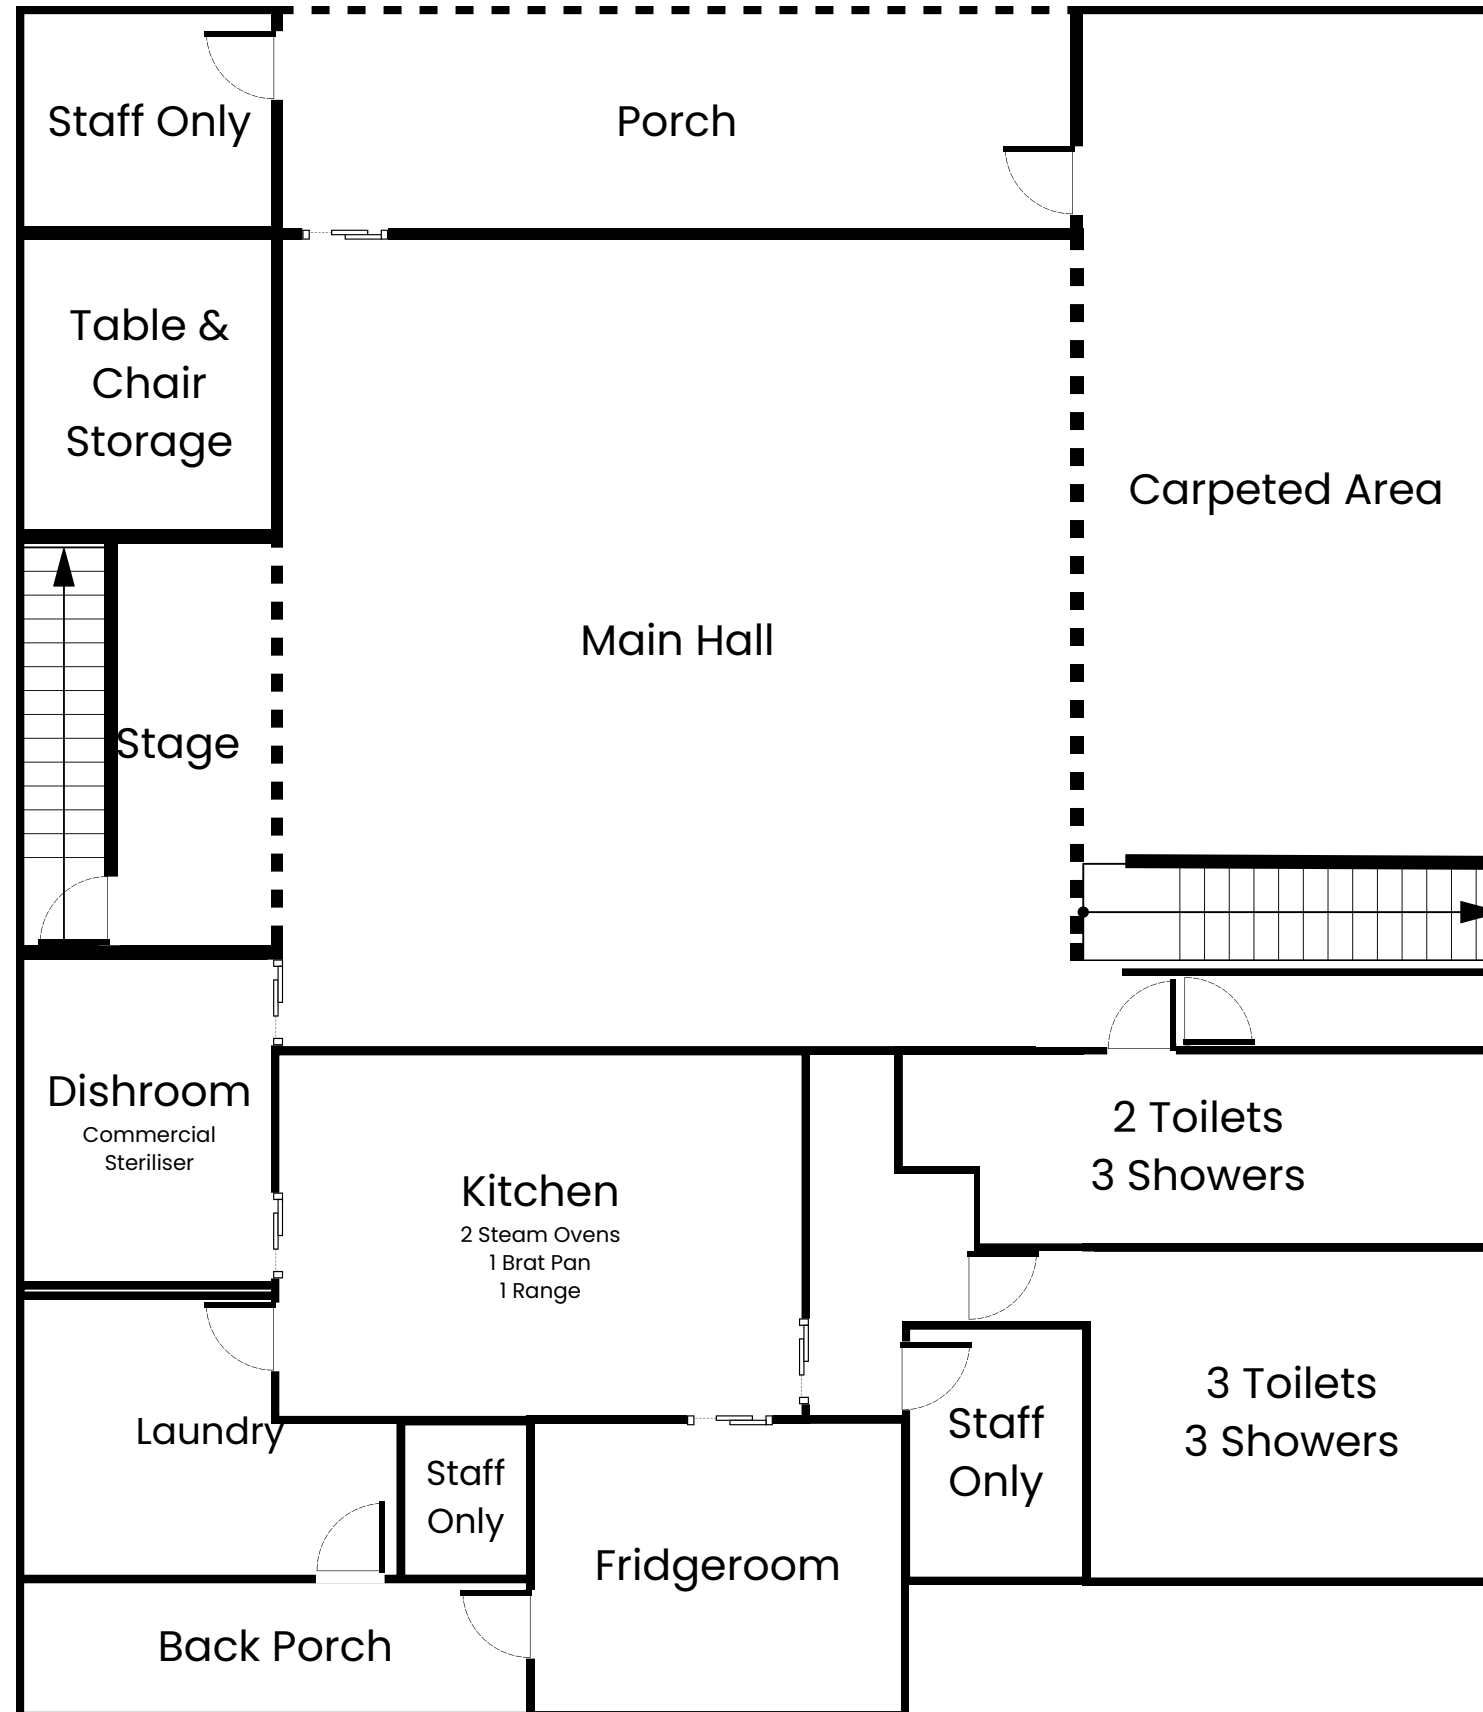 Staff Only
Porch
Table &
Chair
Storage
Carpeted Area
Main Hall
Stage
Dishroom
Commercial
Steriliser
2 Toilets
3 Showers
Kitchen
2 Steam Ovens
1 Brat Pan
1 Range
3 Toilets
3 Showers
Laundry
Staff
Only
Staff
Only
Fridgeroom
Back Porch